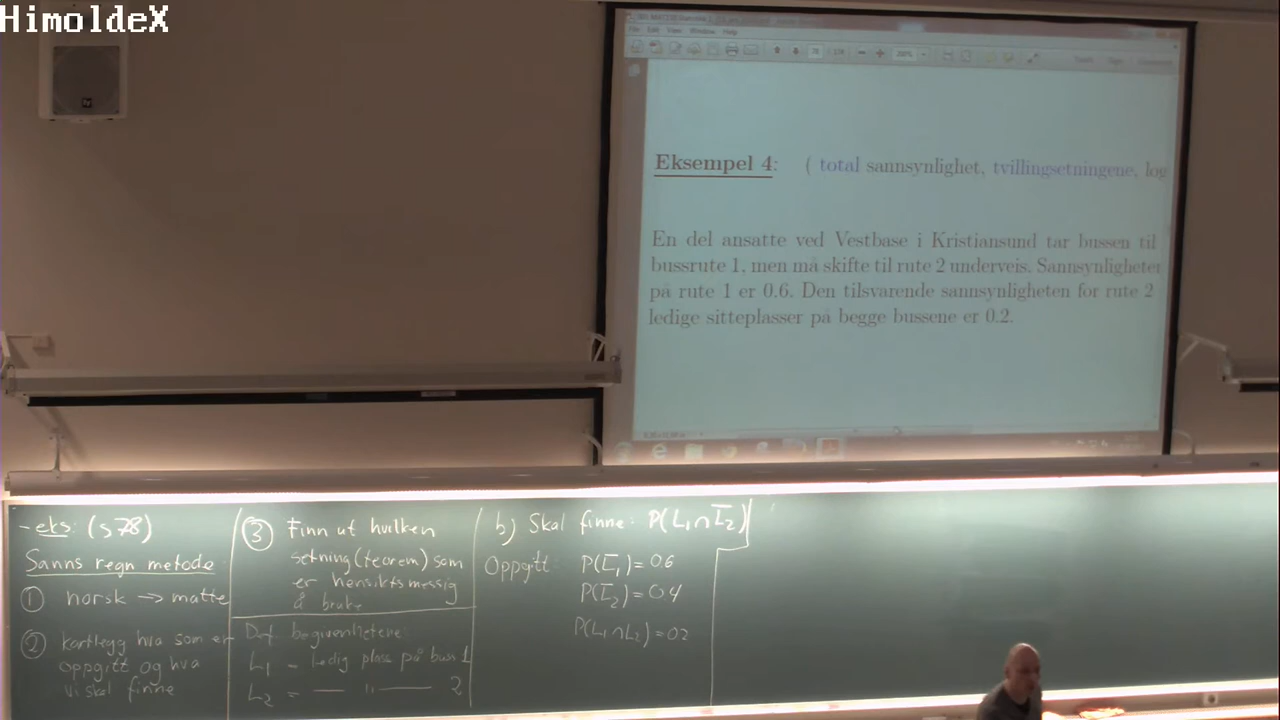 HimoldeX
Eksempel 4: ( total sannsynlighet, tvillingsetningene, log
En del ansatte ved Vestbase i Kristiansund tar bussen til
bussrute 1, men må skifte til rute 2 underveis. Sannsynligheten
på rute 1 er 0.6. Den tilsvarende sannsynligheten for rute 2
ledige sitteplasser på begge bussene er 0.2.
- eks: (s 78)
Sanns regn metode
① norsk → matte
② kartlegg hva som er
oppgitt og hva
vi skal finne
③ Finn ut hvilken
setning (teorem) som
er hensiktsmessig
å bruke
Def begivenhetene:
L₁ = ledig plass på bus 1
L₂ = — " — 2
b) Skal finne: P(L₁ ∩ L̅₂)
Oppgitt: P(L̅₁) = 0.6
P(L̅₂) = 0.4
P(L₁ ∩ L₂) = 0.2